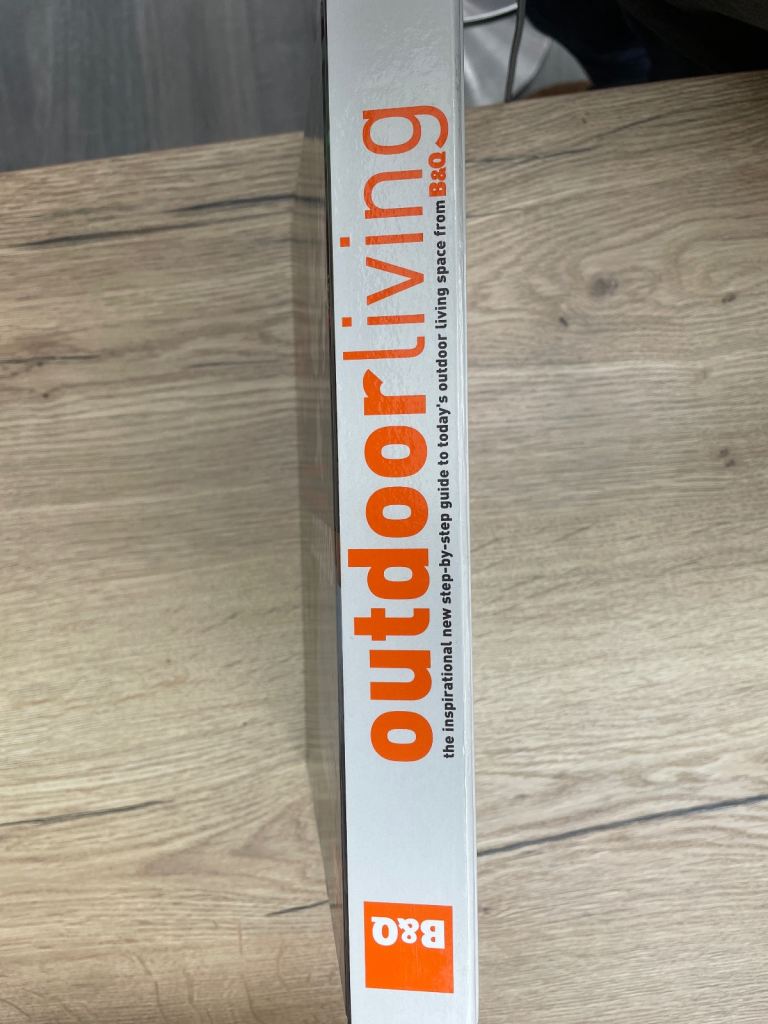 outdoorliving
the inspirational new step-by-step guide to today's outdoor living space from B&Q
B&Q